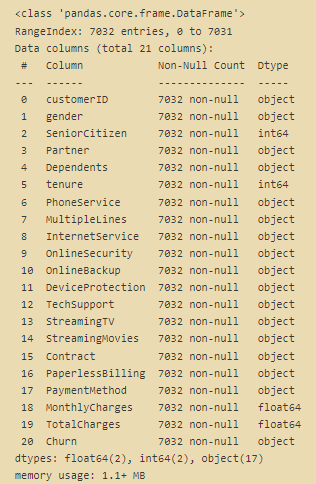 <class 'pandas.core.frame.DataFrame'>
RangeIndex: 7032 entries, 0 to 7031
Data columns (total 21 columns):
 #   Column            Non-Null Count  Dtype
---  ------            --------------  -----
 0   customerID        7032 non-null   object
 1   gender            7032 non-null   object
 2   SeniorCitizen     7032 non-null   int64
 3   Partner           7032 non-null   object
 4   Dependents        7032 non-null   object
 5   tenure            7032 non-null   int64
 6   PhoneService      7032 non-null   object
 7   MultipleLines     7032 non-null   object
 8   InternetService   7032 non-null   object
 9   OnlineSecurity    7032 non-null   object
 10  OnlineBackup      7032 non-null   object
 11  DeviceProtection  7032 non-null   object
 12  TechSupport       7032 non-null   object
 13  StreamingTV       7032 non-null   object
 14  StreamingMovies   7032 non-null   object
 15  Contract          7032 non-null   object
 16  PaperlessBilling  7032 non-null   object
 17  PaymentMethod     7032 non-null   object
 18  MonthlyCharges    7032 non-null   float64
 19  TotalCharges      7032 non-null   float64
 20  Churn             7032 non-null   object
dtypes: float64(2), int64(2), object(17)
memory usage: 1.1+ MB